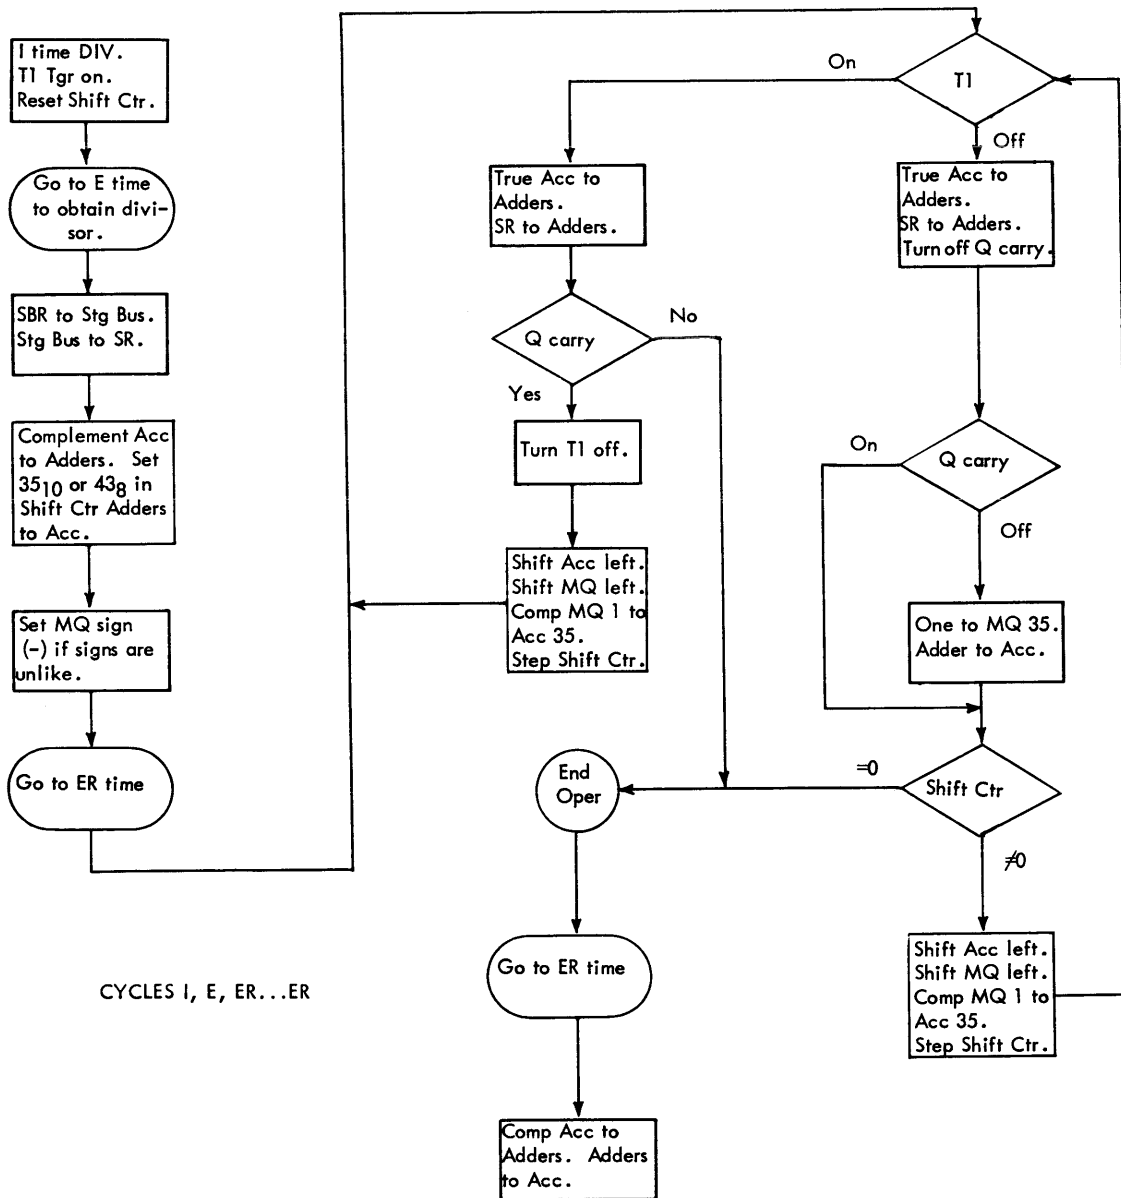 I time DIV.
T1 Tgr on.
Reset Shift Ctr.
Go to E time
to obtain divi-
sor.
SBR to Stg Bus.
Stg Bus to SR.
Complement Acc
to Adders. Set
35₁₀ or 43₈ in
Shift Ctr Adders
to Acc.
Set MQ sign
(-) if signs are
unlike.
Go to ER time
T1
On
Off
True Acc to
Adders.
SR to Adders.
Q carry
No
Yes
Turn T1 off.
Shift Acc left.
Shift MQ left.
Comp MQ 1 to
Acc 35.
Step Shift Ctr.
True Acc to
Adders.
SR to Adders.
Turn off Q carry.
Q carry
On
Off
One to MQ 35.
Adder to Acc.
Shift Ctr
=0
≠0
Shift Acc left.
Shift MQ left.
Comp MQ 1 to
Acc 35.
Step Shift Ctr.
End
Oper
Go to ER time
Comp Acc to
Adders. Adders
to Acc.
CYCLES I, E, ER...ER